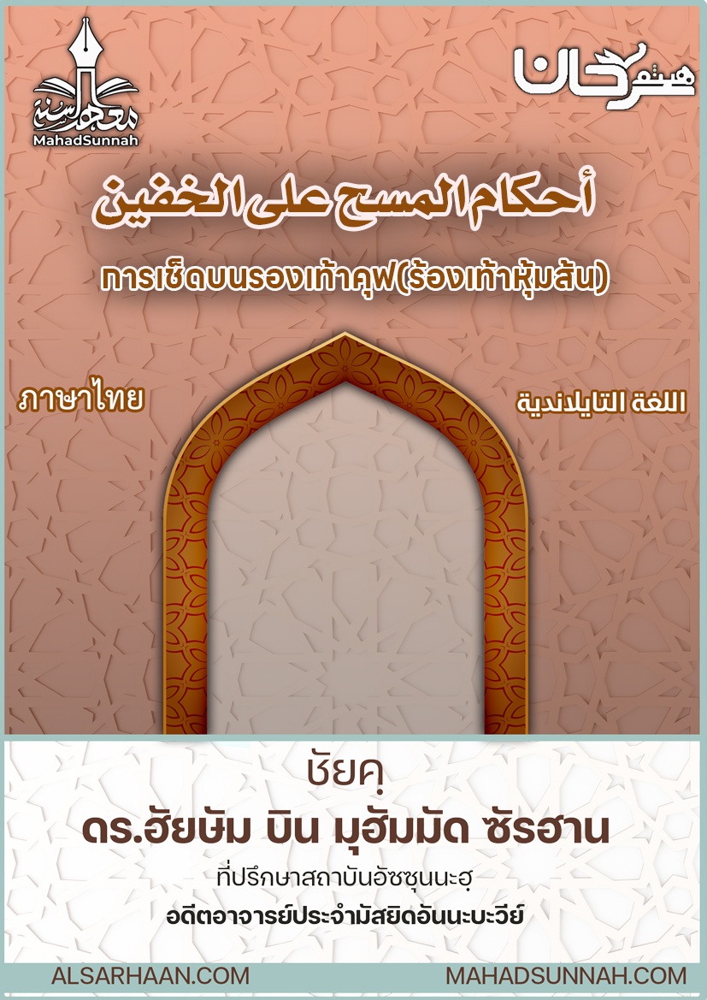 معهد السنة
MahadSunnah
هيثم سرحان
أحكام المسح على الخفين
การเช็ดบนรองเท้าคุฟ(ร้องเท้าหุ้มส้น)
ภาษาไทย
اللغة التايلاندية
ชัยคฺ
ดร.ฮัยษัม บิน มุฮัมมัด ซัรฮาน
ที่ปรึกษาสถาบันอัซซุนนะฮฺ
อดีตอาจารย์ประจำมัสยิดอันนะบะวีย์
ALSARHAAN.COM
MAHADSUNNAH.COM